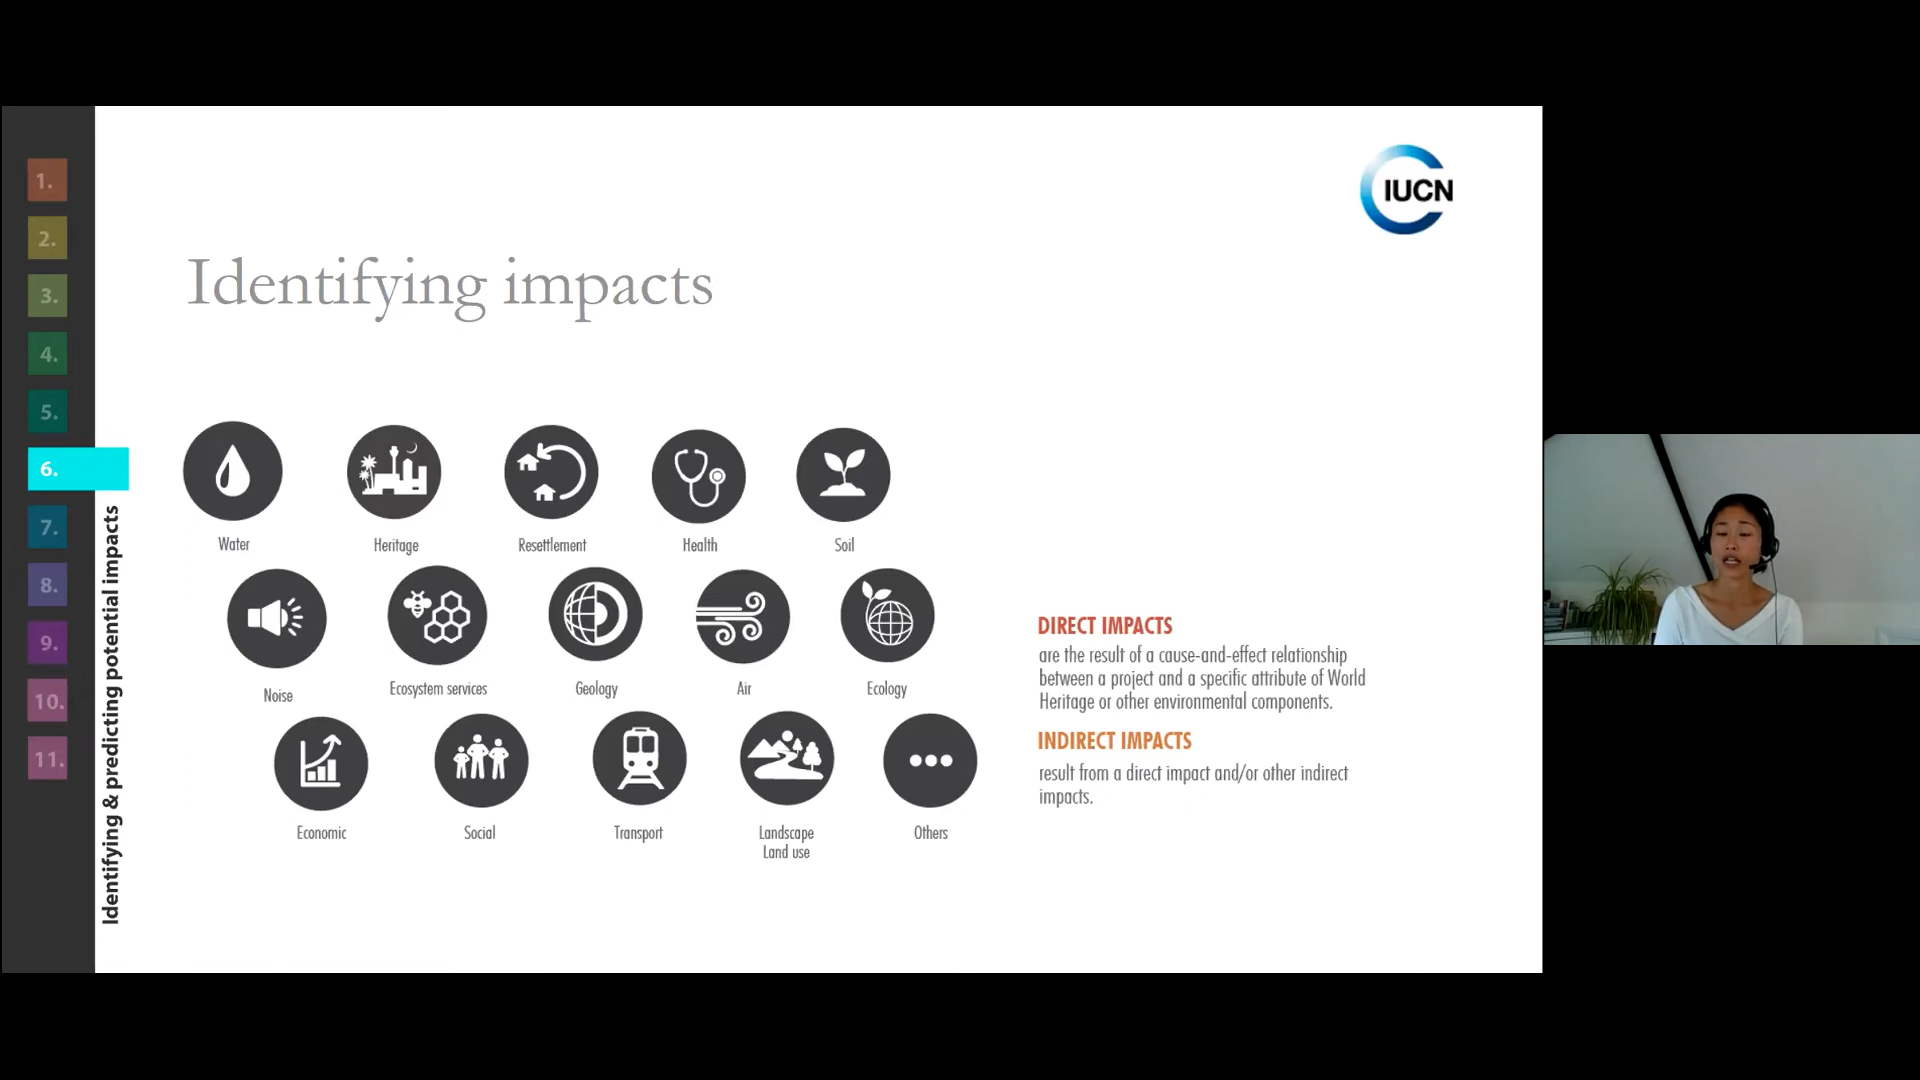 IUCN
1.
2.
3.
4.
5.
6.
7.
8.
9.
10.
11.
Identifying & predicting potential impacts
Identifying impacts
Water
Heritage
Resettlement
Health
Soil
Noise
Ecosystem services
Geology
Air
Ecology
Economic
Social
Transport
Landscape
Land use
Others
DIRECT IMPACTS
are the result of a cause-and-effect relationship
between a project and a specific attribute of World
Heritage or other environmental components.
INDIRECT IMPACTS
result from a direct impact and/or other indirect
impacts.